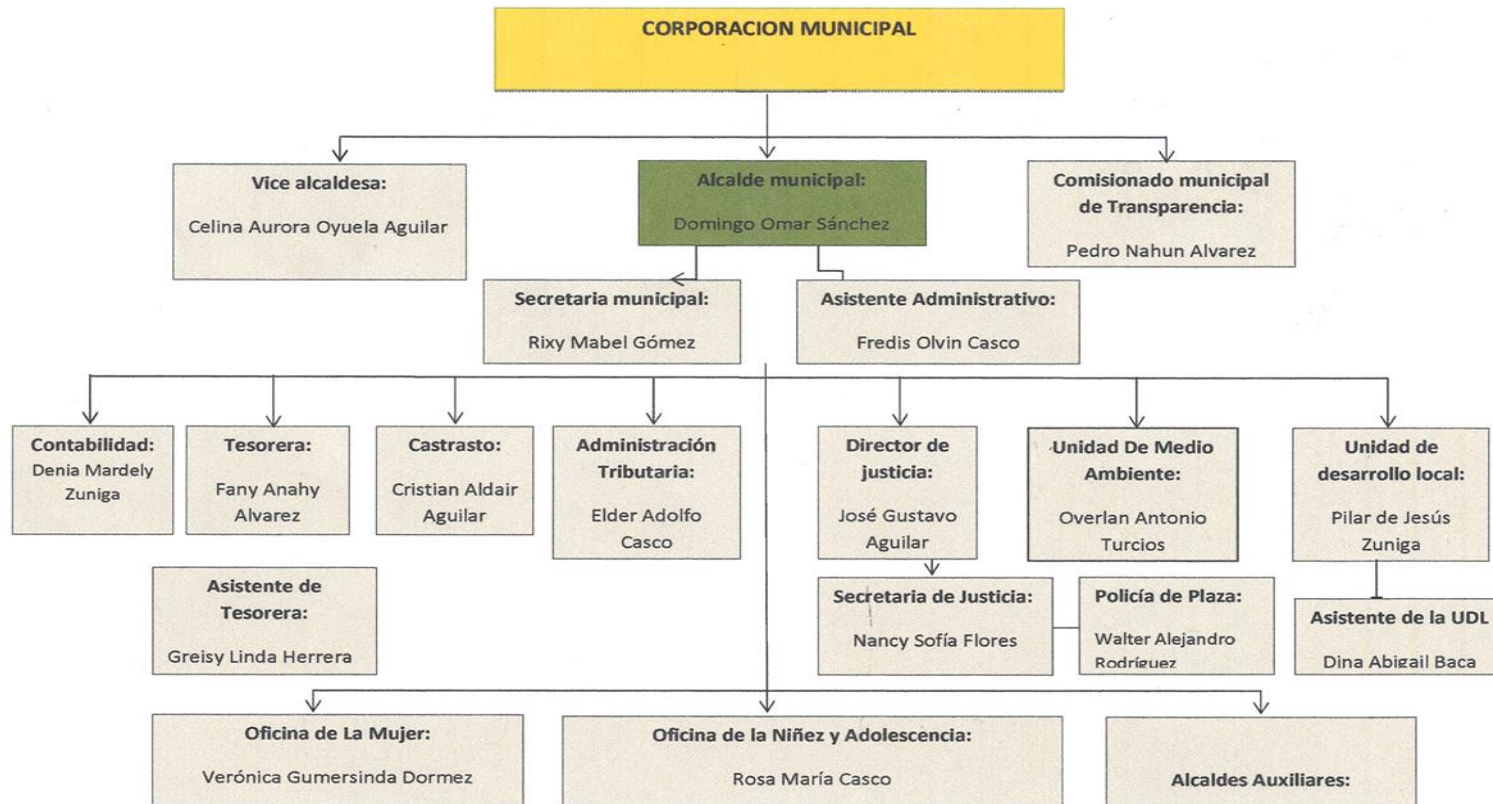 CORPORACION MUNICIPAL
Vice alcaldesa:
Celina Aurora Oyuela Aguilar
Alcalde municipal:
Domingo Omar Sánchez
Comisionado municipal
de Transparencia:
Pedro Nahun Alvarez
Secretaria municipal:
Rixy Mabel Gómez
Asistente Administrativo:
Fredis Olvin Casco
Contabilidad:
Denia Mardely
Zuniga
Tesorera:
Fany Anahy
Alvarez
Castrasto:
Cristian Aldair
Aguilar
Administración
Tributaria:
Elder Adolfo
Casco
Director de
justicia:
José Gustavo
Aguilar
Unidad De Medio
Ambiente:
Overlan Antonio
Turcios
Unidad de
desarrollo local:
Pilar de Jesús
Zuniga
Asistente de
Tesorera:
Greisy Linda Herrera
Secretaria de Justicia:
Nancy Sofía Flores
Policía de Plaza:
Walter Alejandro
Rodríguez
Asistente de la UDL
Dina Abigail Baca
Oficina de La Mujer:
Verónica Gumersinda Dormez
Oficina de la Niñez y Adolescencia:
Rosa María Casco
Alcaldes Auxiliares: